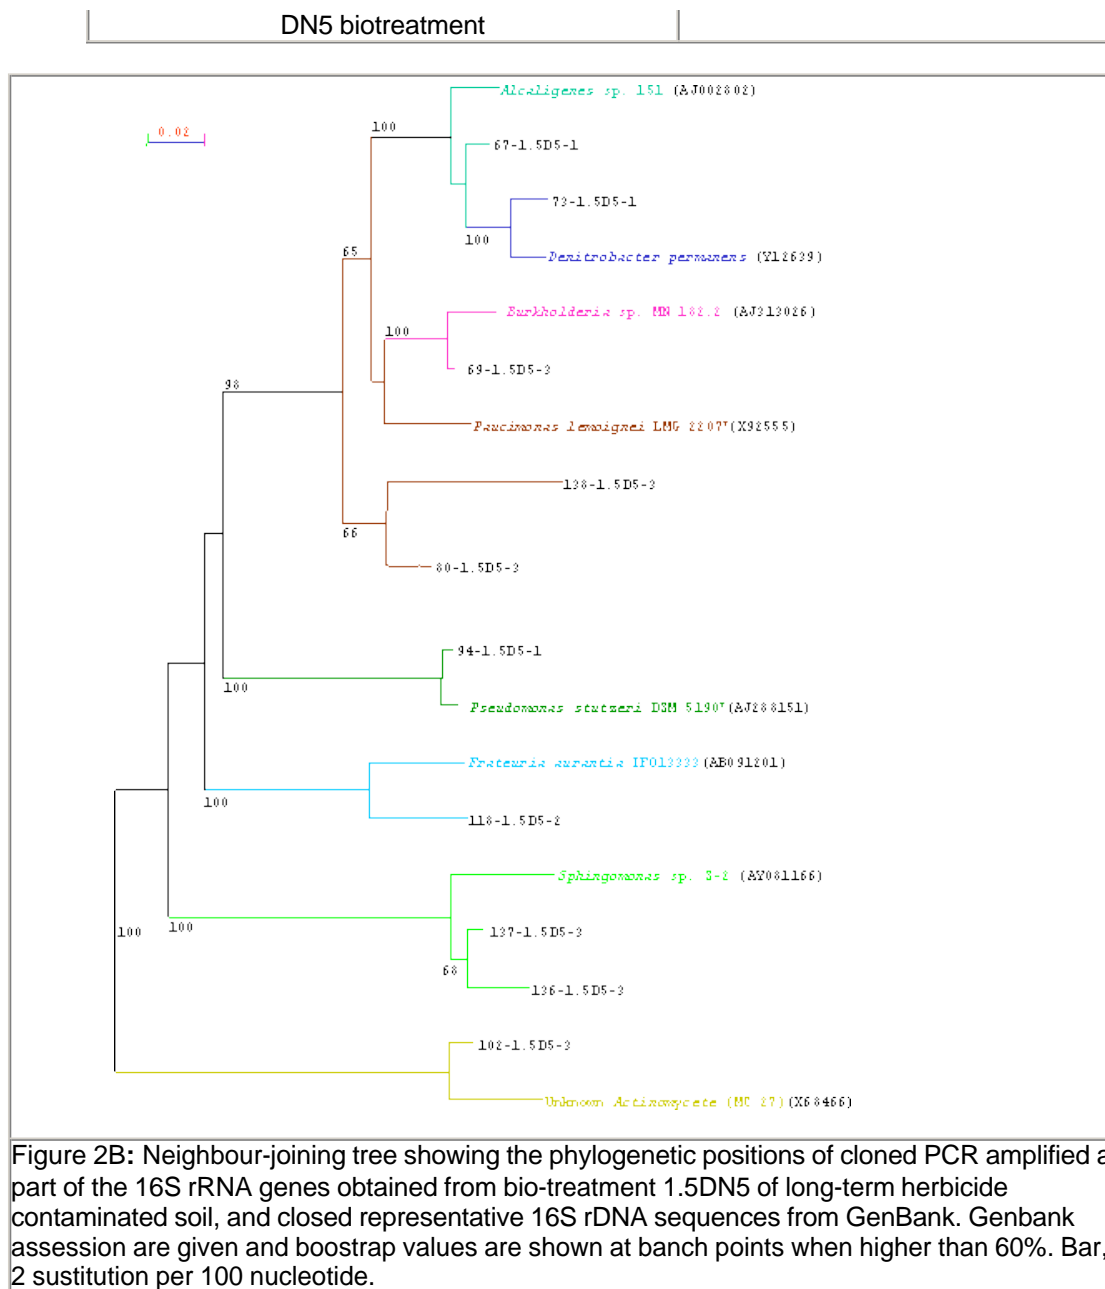 DN5 biotreatment
Alcaligenes sp. 151 (AJ002802)
0.02
100
67-1.5D5-1
73-1.5D5-1
100
65
Denitrobacter permanens (Y12639)
Burkholderia sp. MN 182.2 (AJ313026)
100
69-1.5D5-3
98
Paucimonas lemoignei LMG 2207T (X92555)
138-1.5D5-3
66
80-1.5D5-3
94-1.5D5-1
100
Pseudomonas stutzeri DSM 5190T (AJ288151)
Frateuria aurantia IFO13333 (AB091201)
100
118-1.5D5-2
Sphingomonas sp. S-2 (AY081166)
100
100
137-1.5D5-3
68
136-1.5D5-3
102-1.5D5-3
Unknown Actinomycete (MC 27) (X68466)
Figure 2B: Neighbour-joining tree showing the phylogenetic positions of cloned PCR amplified a
part of the 16S rRNA genes obtained from bio-treatment 1.5DN5 of long-term herbicide
contaminated soil, and closed representative 16S rDNA sequences from GenBank. Genbank
assession are given and boostrap values are shown at banch points when higher than 60%. Bar,
2 sustitution per 100 nucleotide.